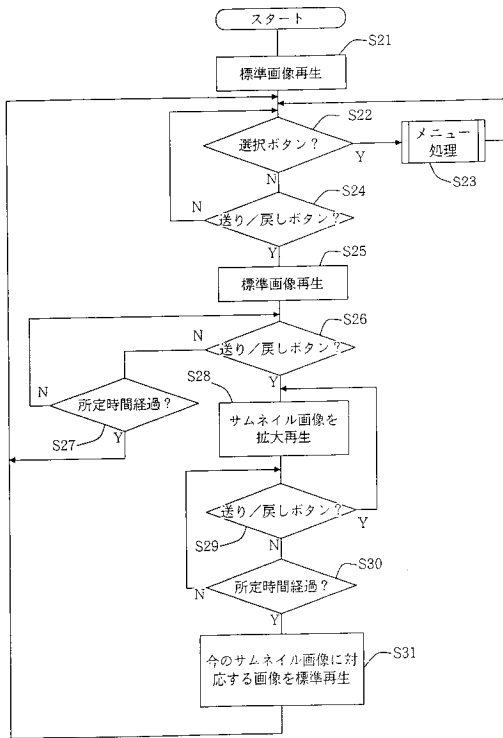 スタート
S21
標準画像再生
S22
選択ボタン？
Y
メニュー
処理
S23
N
S24
N
送り／戻しボタン？
Y
S25
標準画像再生
S26
N
送り／戻しボタン？
Y
S28
N
所定時間経過？
S27
Y
サムネイル画像を
拡大再生
送り／戻しボタン？
Y
S29
N
S30
所定時間経過？
N
Y
今のサムネイル画像に対
応する画像を標準再生
S31